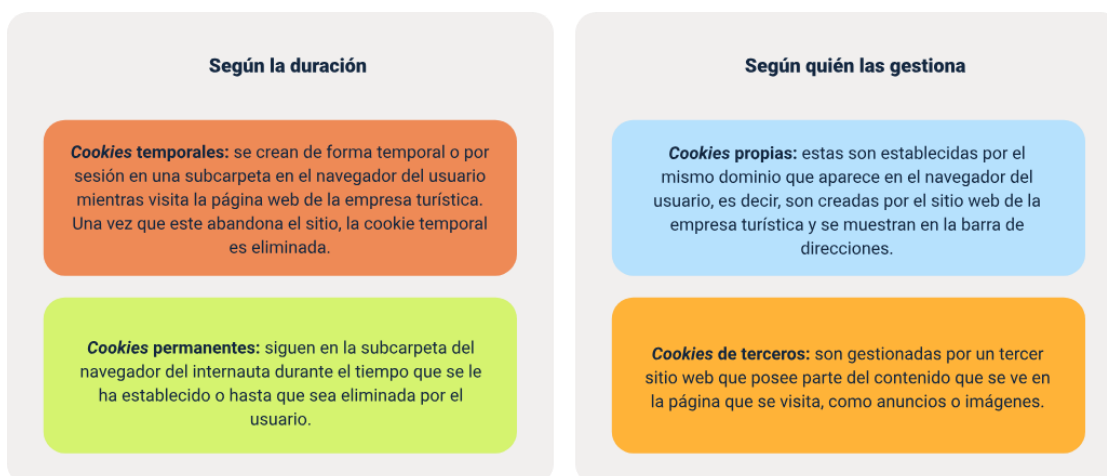 Según la duración
Cookies temporales: se crean de forma temporal o por
sesión en una subcarpeta en el navegador del usuario
mientras visita la página web de la empresa turística.
Una vez que este abandona el sitio, la cookie temporal
es eliminada.
Cookies permanentes: siguen en la subcarpeta del
navegador del internauta durante el tiempo que se le
ha establecido o hasta que sea eliminada por el
usuario.
Según quién las gestiona
Cookies propias: estas son establecidas por el
mismo dominio que aparece en el navegador del
usuario, es decir, son creadas por el sitio web de la
empresa turística y se muestran en la barra de
direcciones.
Cookies de terceros: son gestionadas por un tercer
sitio web que posee parte del contenido que se ve en
la página que se visita, como anuncios o imágenes.